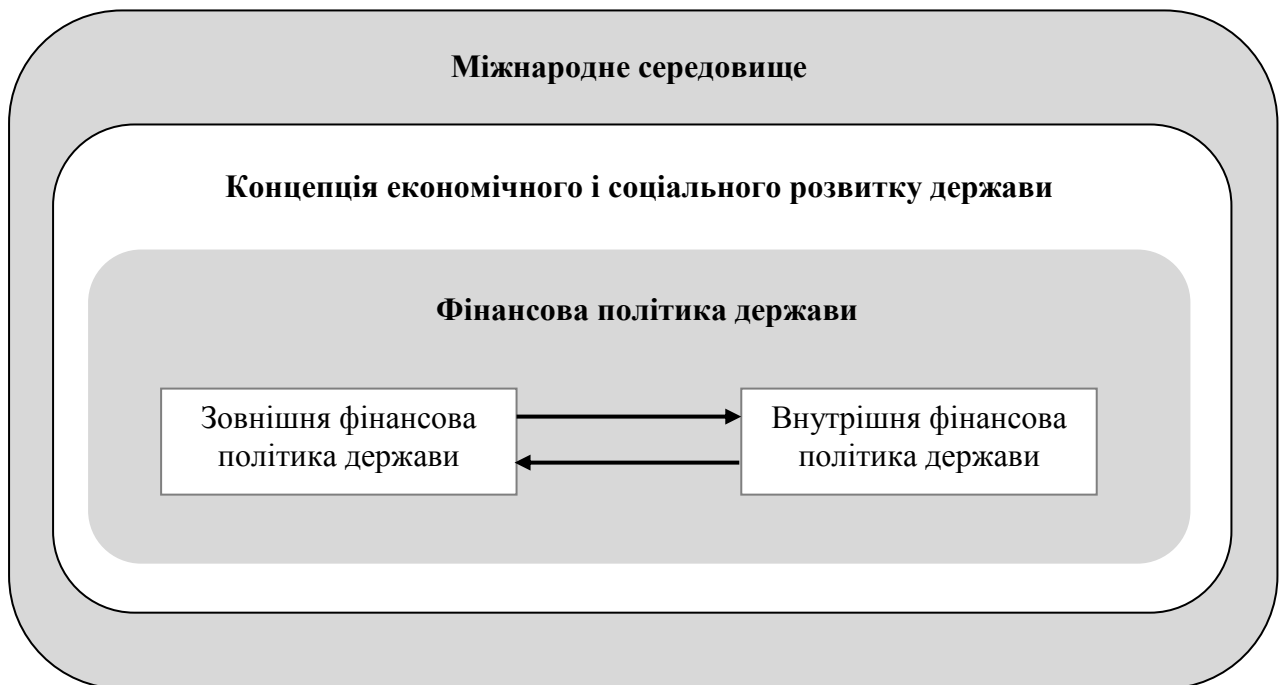 Міжнародне середовище
Концепція економічного і соціального розвитку держави
Фінансова політика держави
Зовнішня фінансова
політика держави
Внутрішня фінансова
політика держави